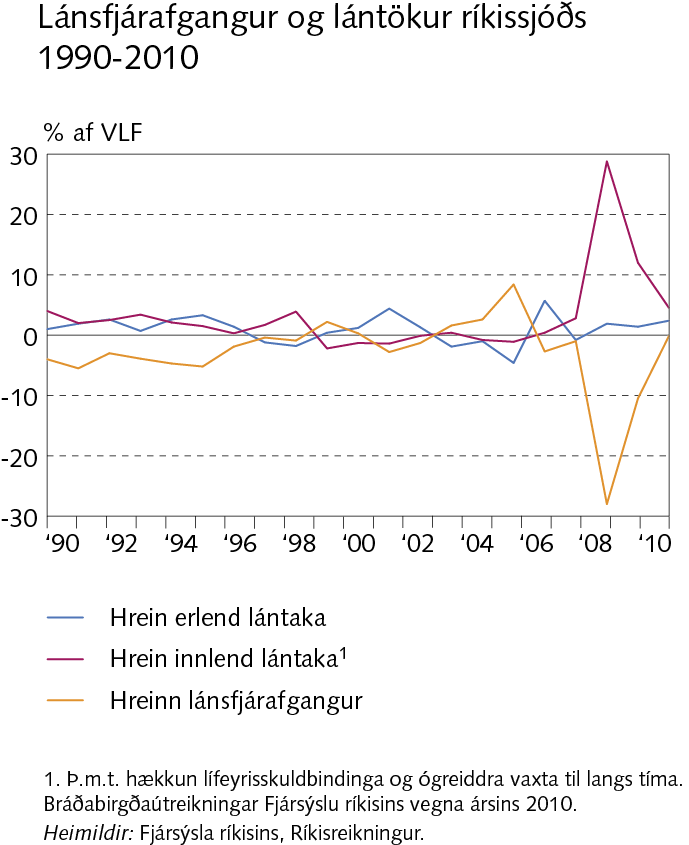 Lánsfjárafgangur og lántökur ríkissjóðs
1990-2010
% af VLF
30
20
10
0
-10
-20
-30
‘90 ‘92 ‘94 ‘96 ‘98 ‘00 ‘02 ‘04 ‘06 ‘08 ‘10
Hrein erlend lántaka
Hrein innlend lántaka¹
Hreinn lánsfjárafgangur
1. Þ.m.t. hækkun lífeyrisskuldbindinga og ógreiddra vaxta til langs tíma.
Bráðabirgðaútreikningar Fjársýslu ríkisins vegna ársins 2010.
Heimildir: Fjársýsla ríkisins, Ríkisreikningur.